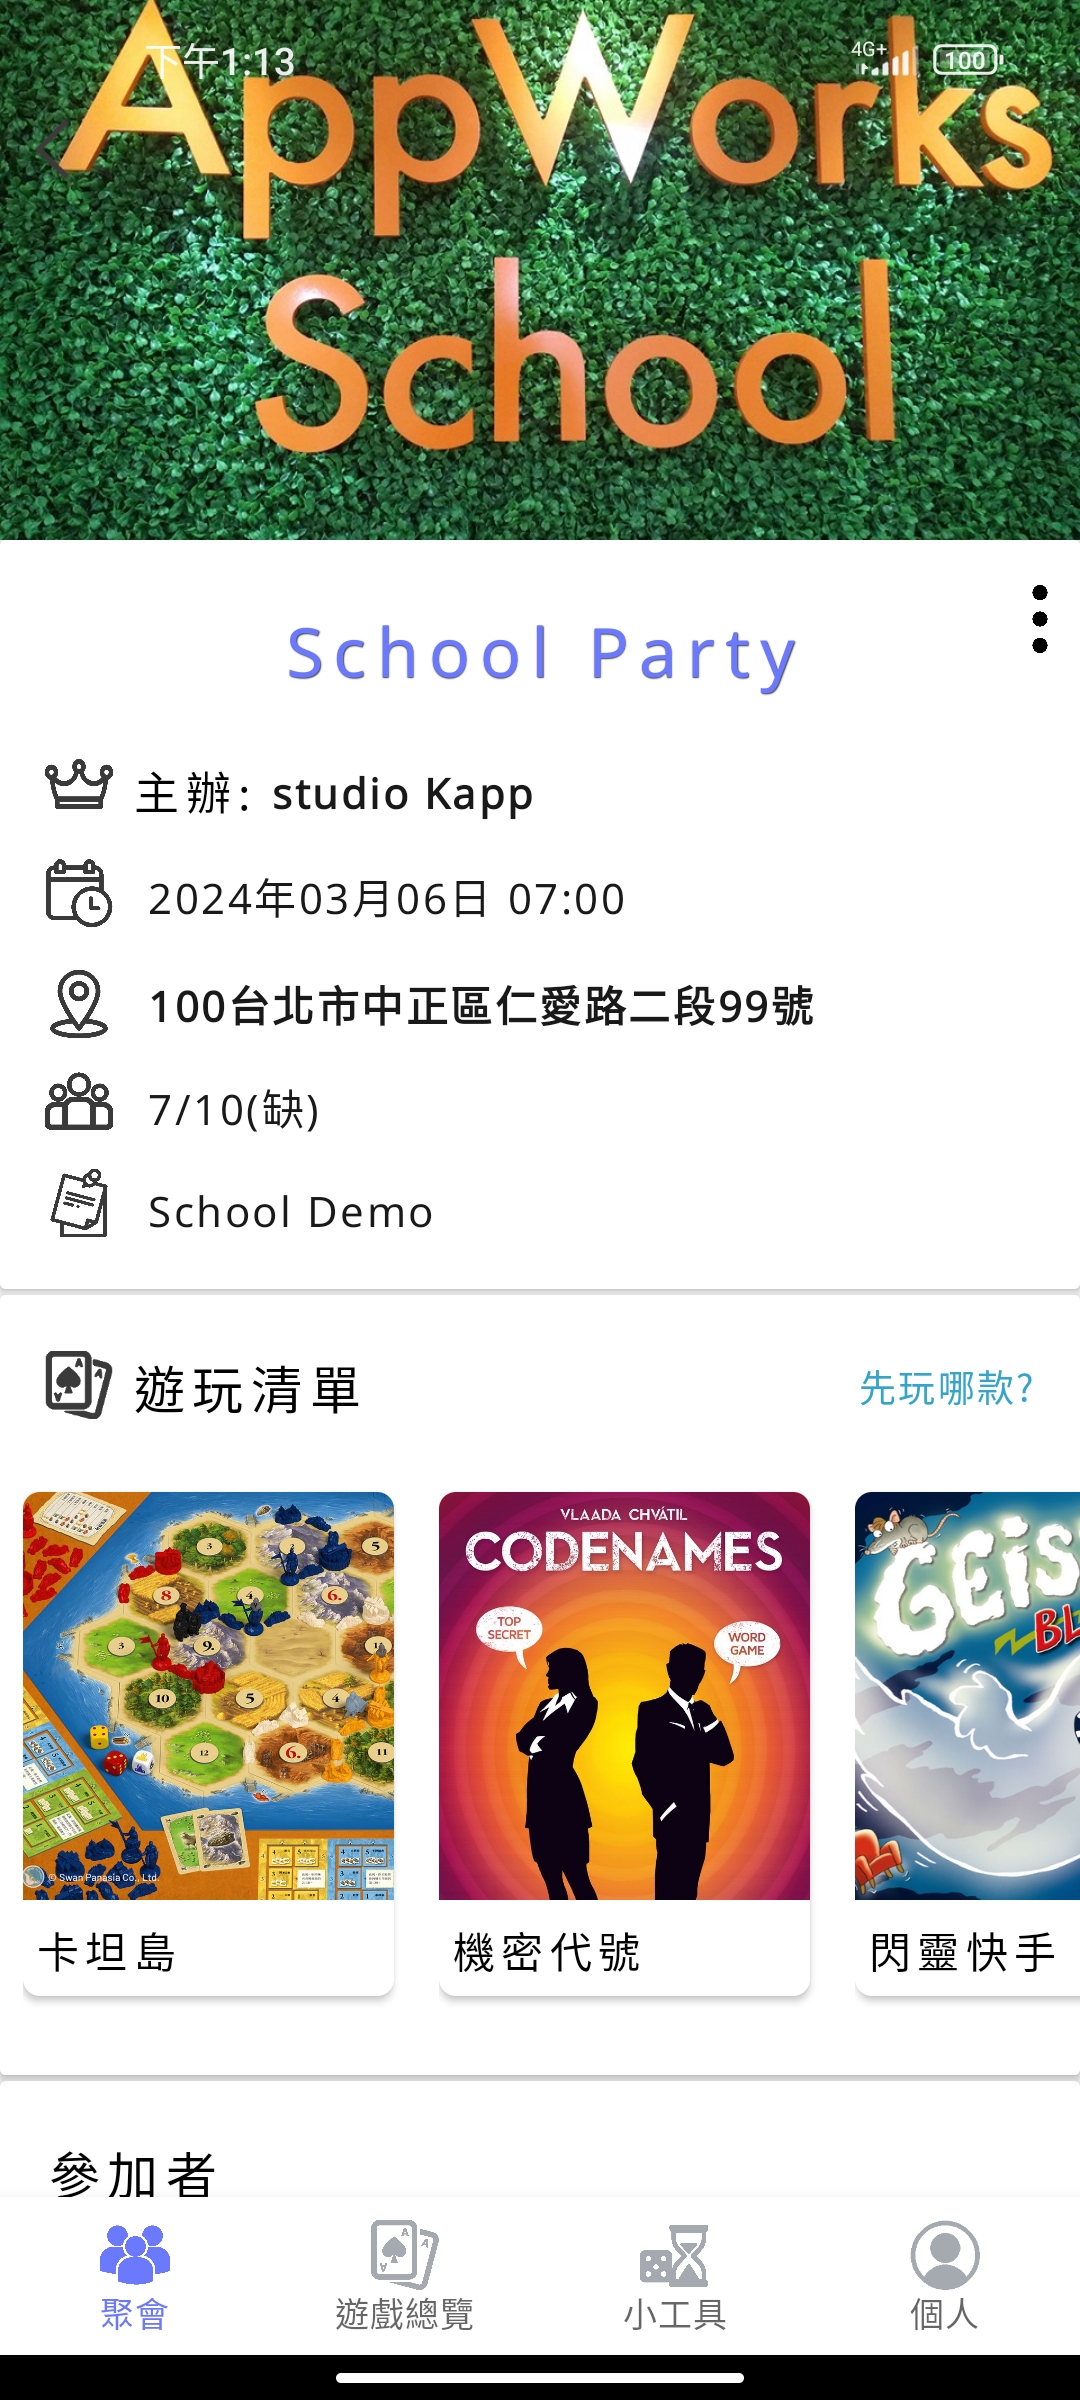 下午1:13
4G+
100
AppWorks
School
School Party
主辦: studio Kapp
2024年03月06日 07:00
100台北市中正區仁愛路二段99號
7/10(缺)
School Demo
遊玩清單
先玩哪款?
© Swan Panasia Co., Ltd.
卡坦島
VLAADA CHVÁTIL
CODENAMES
TOP SECRET
WORD GAME
機密代號
GEIS
BL
閃靈快手
參加者
聚會
遊戲總覽
小工具
個人